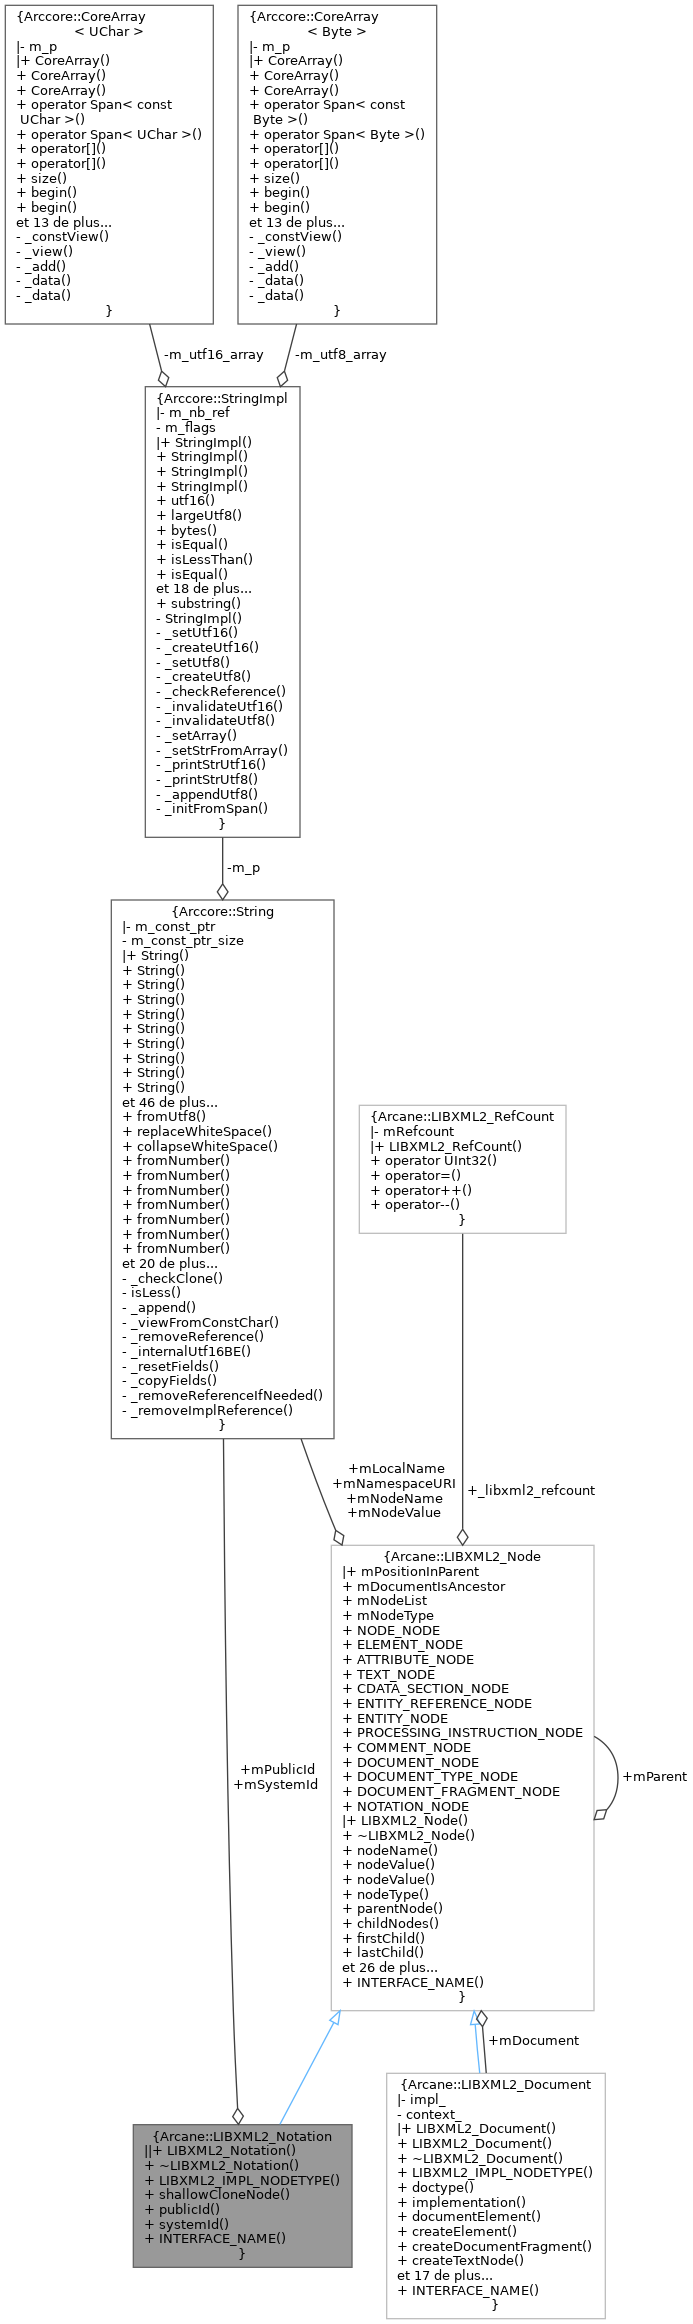 {Arccore::CoreArray
< UChar >
|- m_p
|+ CoreArray()
+ CoreArray()
+ CoreArray()
+ operator Span< const
UChar >()
+ operator Span< UChar >()
+ operator[]()
+ operator[]()
+ size()
+ begin()
+ begin()
et 13 de plus...
- _constView()
- _view()
- _add()
- _data()
- _data()
}
{Arccore::CoreArray
< Byte >
|- m_p
|+ CoreArray()
+ CoreArray()
+ CoreArray()
+ operator Span< const
Byte >()
+ operator Span< Byte >()
+ operator[]()
+ operator[]()
+ size()
+ begin()
+ begin()
et 13 de plus...
- _constView()
- _view()
- _add()
- _data()
- _data()
}
-m_utf16_array
-m_utf8_array
{Arccore::StringImpl
|- m_nb_ref
- m_flags
|+ StringImpl()
+ StringImpl()
+ StringImpl()
+ StringImpl()
+ utf16()
+ largeUtf8()
+ bytes()
+ isEqual()
+ isLessThan()
+ isEqual()
et 18 de plus...
+ substring()
- StringImpl()
- _setUtf16()
- _createUtf16()
- _setUtf8()
- _createUtf8()
- _checkReference()
- _invalidateUtf16()
- _invalidateUtf8()
- _setArray()
- _setStrFromArray()
- _printStrUtf16()
- _printStrUtf8()
- _appendUtf8()
- _initFromSpan()
}
-m_p
{Arccore::String
|- m_const_ptr
- m_const_ptr_size
|+ String()
+ String()
+ String()
+ String()
+ String()
+ String()
+ String()
+ String()
+ String()
+ String()
et 46 de plus...
+ fromUtf8()
+ replaceWhiteSpace()
+ collapseWhiteSpace()
+ fromNumber()
+ fromNumber()
+ fromNumber()
+ fromNumber()
+ fromNumber()
+ fromNumber()
+ fromNumber()
et 20 de plus...
- _checkClone()
- isLess()
- _append()
- _viewFromConstChar()
- _removeReference()
- _internalUtf16BE()
- _resetFields()
- _copyFields()
- _removeReferenceIfNeeded()
- _removeImplReference()
}
{Arcane::LIBXML2_RefCount
|- mRefcount
|+ LIBXML2_RefCount()
+ operator UInt32()
+ operator=()
+ operator++()
+ operator--()
}
+mLocalName
+mNamespaceURI
+mNodeName
+mNodeValue
+_libxml2_refcount
{Arcane::LIBXML2_Node
|+ mPositionInParent
+ mDocumentIsAncestor
+ mNodeList
+ mNodeType
+ NODE_NODE
+ ELEMENT_NODE
+ ATTRIBUTE_NODE
+ TEXT_NODE
+ CDATA_SECTION_NODE
+ ENTITY_REFERENCE_NODE
+ ENTITY_NODE
+ PROCESSING_INSTRUCTION_NODE
+ COMMENT_NODE
+ DOCUMENT_NODE
+ DOCUMENT_TYPE_NODE
+ DOCUMENT_FRAGMENT_NODE
+ NOTATION_NODE
|+ LIBXML2_Node()
+ ~LIBXML2_Node()
+ nodeName()
+ nodeValue()
+ nodeValue()
+ nodeType()
+ parentNode()
+ childNodes()
+ firstChild()
+ lastChild()
et 26 de plus...
+ INTERFACE_NAME()
}
+mParent
+mPublicId
+mSystemId
+mDocument
{Arcane::LIBXML2_Notation
||+ LIBXML2_Notation()
+ ~LIBXML2_Notation()
+ LIBXML2_IMPL_NODETYPE()
+ shallowCloneNode()
+ publicId()
+ systemId()
+ INTERFACE_NAME()
}
{Arcane::LIBXML2_Document
|- impl_
- context_
|+ LIBXML2_Document()
+ LIBXML2_Document()
+ ~LIBXML2_Document()
+ LIBXML2_IMPL_NODETYPE()
+ doctype()
+ implementation()
+ documentElement()
+ createElement()
+ createDocumentFragment()
+ createTextNode()
et 17 de plus...
+ INTERFACE_NAME()
}